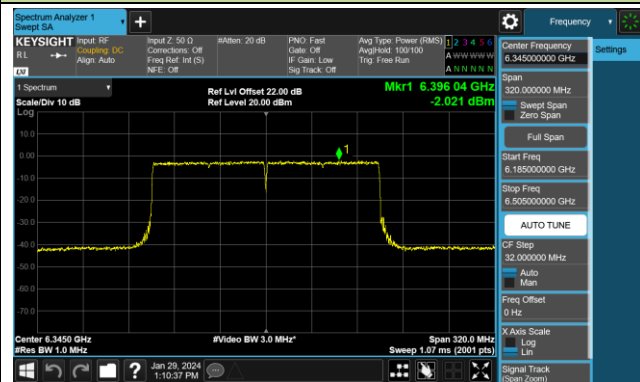 Spectrum Analyzer 1
Swept SA
Frequency
KEYSIGHT
RL
LXI
Input: RF
Coupling: DC
Align: Auto
Input Z: 50 Ω
Corrections: Off
Freq Ref: Int (S)
NFE: Off
#Atten: 20 dB
PNO: Fast
Gate: Off
IF Gain: Low
Sig Track: Off
Avg Type: Power (RMS)
Avg|Hold: 100/100
Trig: Free Run
1 2 3 4 5 6
A W W W W W
A N N N N N
Center Frequency
6.345000000 GHz
Settings
1 Spectrum
Scale/Div 10 dB
Log
Ref Lvl Offset 22.00 dB
Ref Level 20.00 dBm
Mkr1 6.396 04 GHz
-2.021 dBm
Span
320.000000 MHz
Swept Span
Zero Span
Full Span
Start Freq
6.185000000 GHz
Stop Freq
6.505000000 GHz
AUTO TUNE
CF Step
32.000000 MHz
Auto
Man
Freq Offset
0 Hz
X Axis Scale
Log
Lin
Signal Track
(Span Zoom)
10.0
0.00
-10.0
-20.0
-30.0
-40.0
-50.0
-60.0
-70.0
1
Center 6.3450 GHz
#Res BW 1.0 MHz
#Video BW 3.0 MHz*
Span 320.0 MHz
Sweep 1.07 ms (2001 pts)
?
Jan 29, 2024
1:10:37 PM